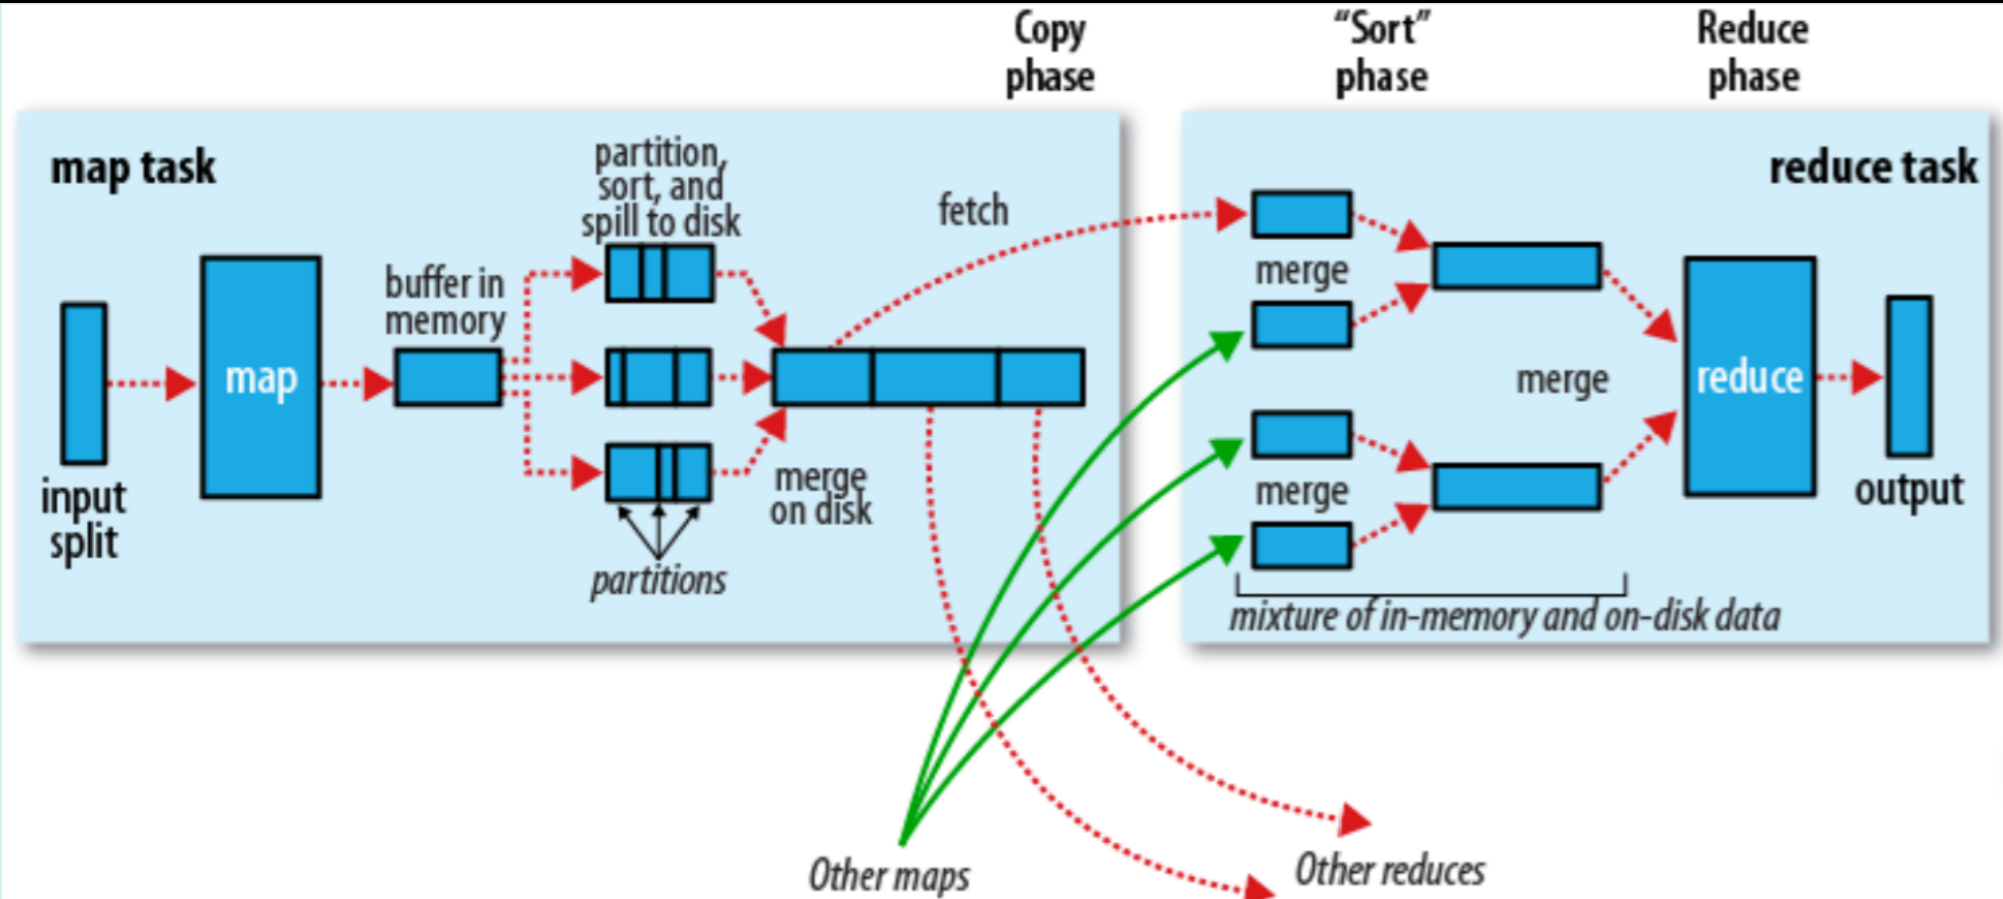 Copy
phase
“Sort”
phase
Reduce
phase
map task
partition,
sort, and
spill to disk
fetch
reduce task
buffer in
memory
merge
map
merge
reduce
input
split
merge
on disk
merge
output
partitions
mixture of in-memory and on-disk data
Other maps
Other reduces